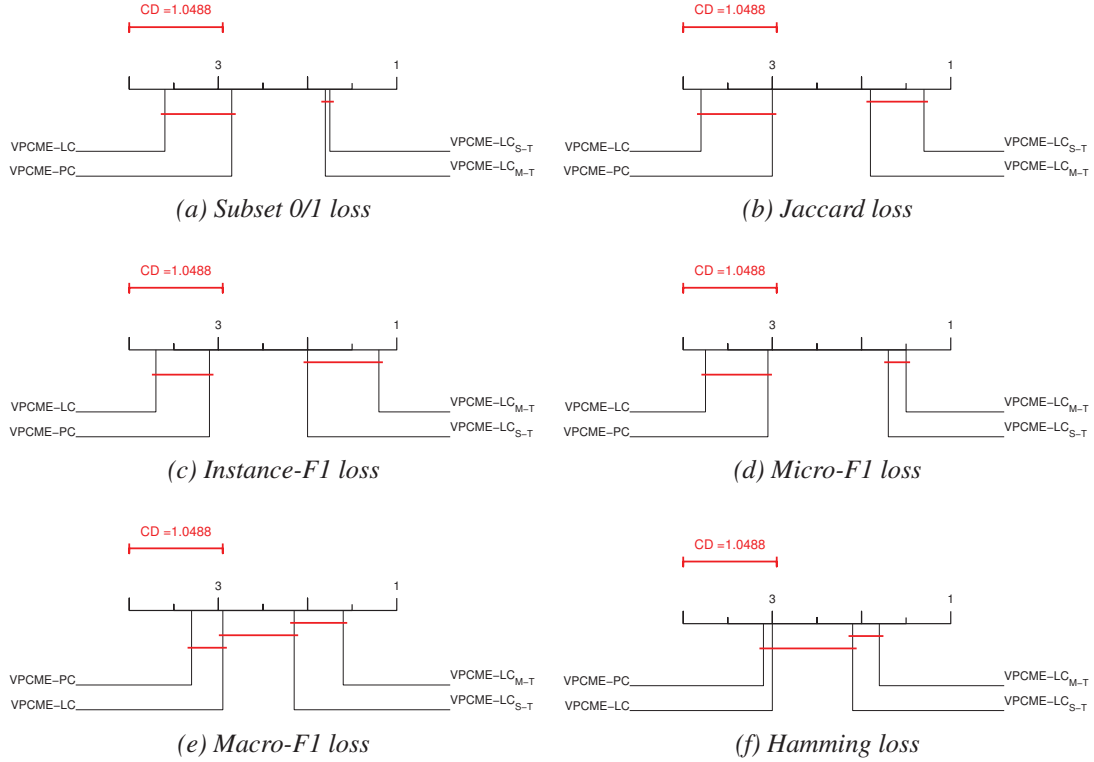 CD =1.0488
3 1
VPCME−LC VPCME−LCS−T
VPCME−PC VPCME−LCM−T
(a) Subset 0/1 loss
CD =1.0488
3 1
VPCME−LC VPCME−LCS−T
VPCME−PC VPCME−LCM−T
(b) Jaccard loss
CD =1.0488
3 1
VPCME−LC VPCME−LCM−T
VPCME−PC VPCME−LCS−T
(c) Instance-F1 loss
CD =1.0488
3 1
VPCME−LC VPCME−LCM−T
VPCME−PC VPCME−LCS−T
(d) Micro-F1 loss
CD =1.0488
3 1
VPCME−PC VPCME−LCM−T
VPCME−LC VPCME−LCS−T
(e) Macro-F1 loss
CD =1.0488
3 1
VPCME−PC VPCME−LCM−T
VPCME−LC VPCME−LCS−T
(f) Hamming loss